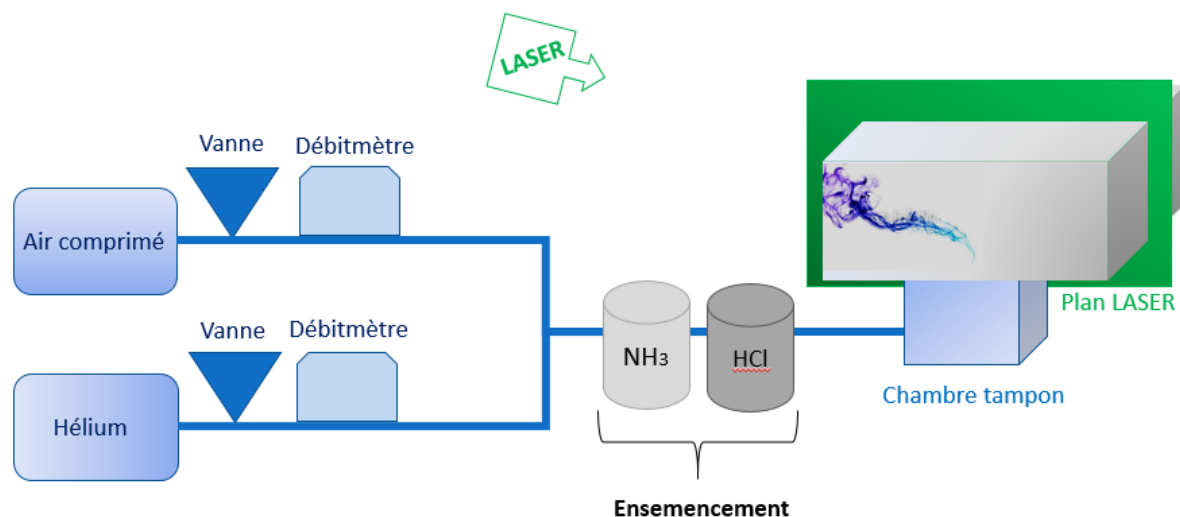 LASER
Vanne
Débitmètre
Air comprimé
Vanne
Débitmètre
Hélium
NH3
HCl
Ensemencement
Plan LASER
Chambre tampon